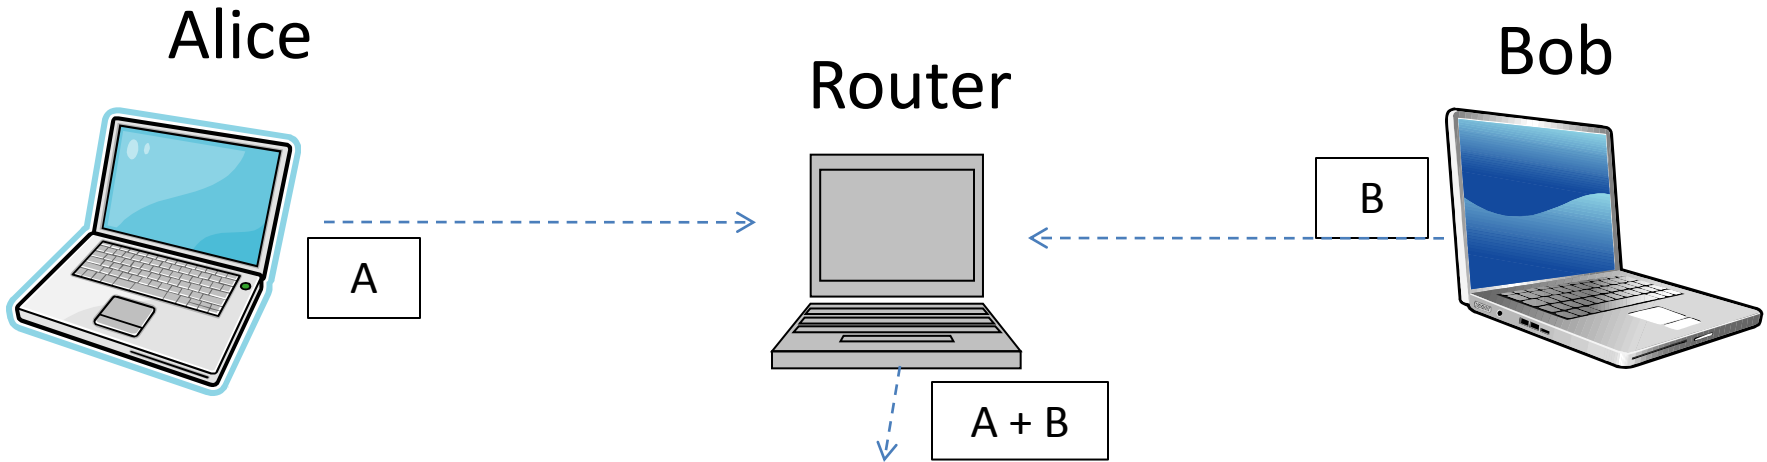 Alice
Router
Bob
A
B
A + B